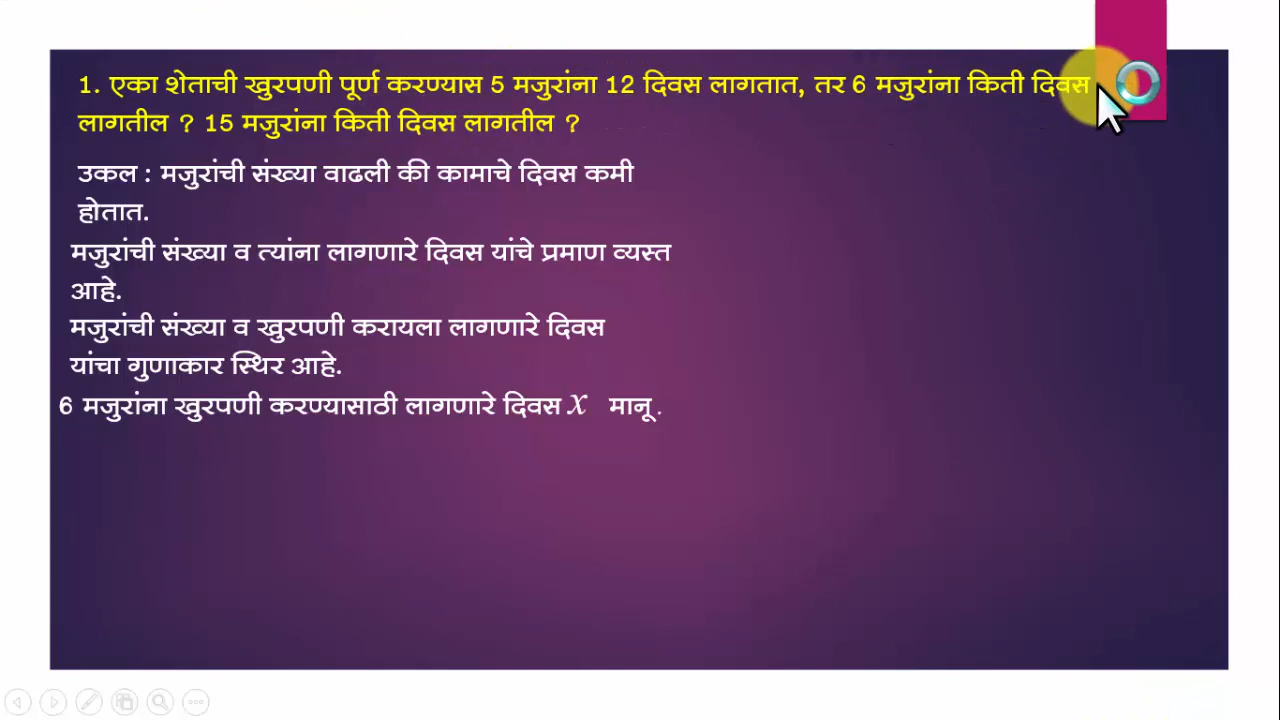 1. एका शेताची खुरपणी पूर्ण करण्यास 5 मजुरांना 12 दिवस लागतात, तर 6 मजुरांना किती दिवस
लागतील ? 15 मजुरांना किती दिवस लागतील ?
उकल : मजुरांची संख्या वाढली की कामाचे दिवस कमी
होतात.
मजुरांची संख्या व त्यांना लागणारे दिवस यांचे प्रमाण व्यस्त
आहे.
मजुरांची संख्या व खुरपणी करायला लागणारे दिवस
यांचा गुणाकार स्थिर आहे.
6 मजुरांना खुरपणी करण्यासाठी लागणारे दिवस x मानू .